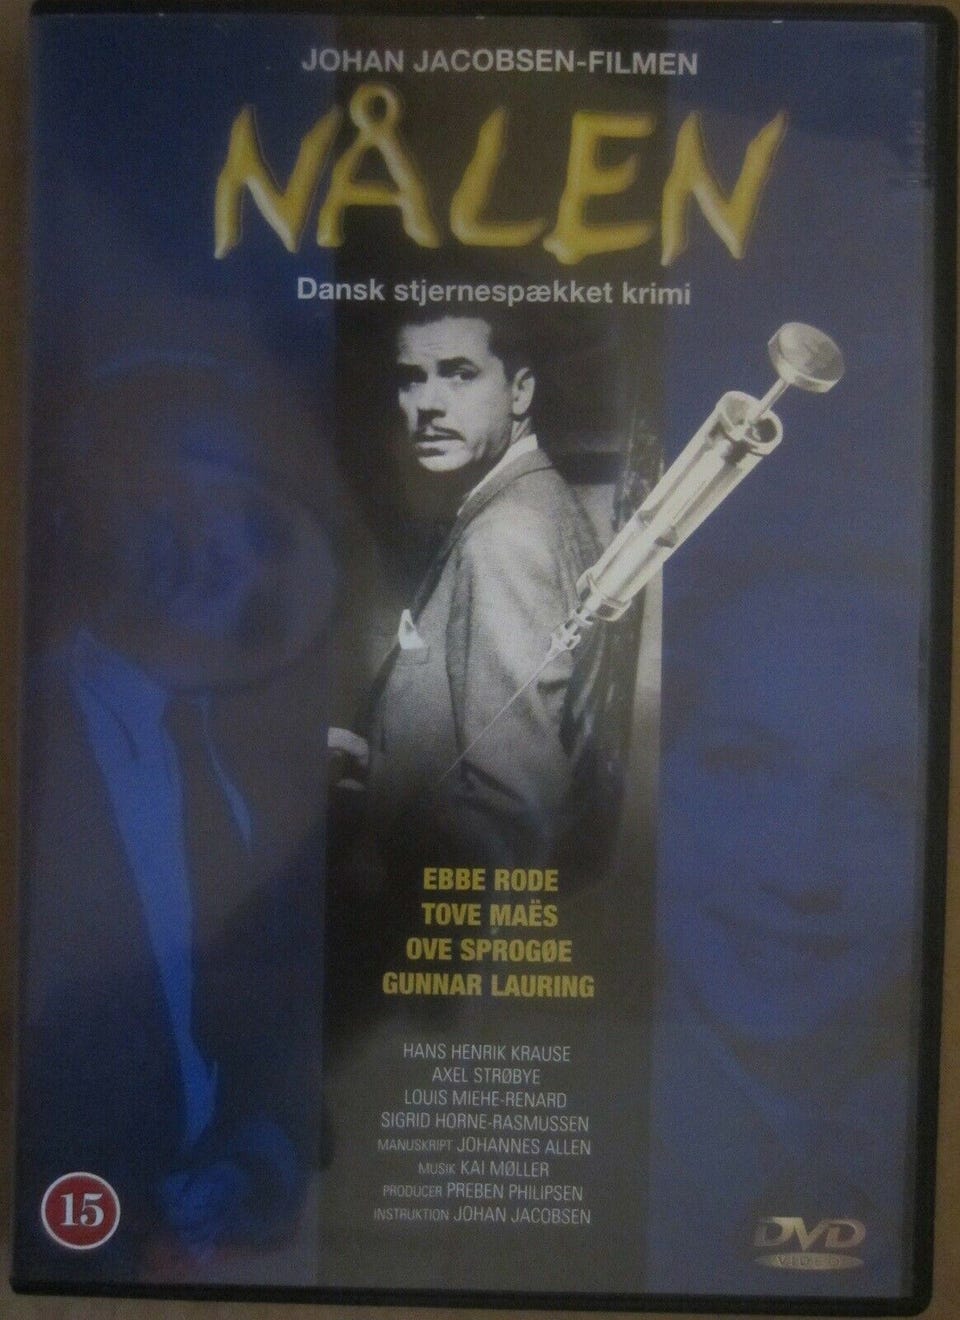 JOHAN JACOBSEN-FILMEN
NÅLEN
Dansk stjernespækket krimi
EBBE RODE
TOVE MAËS
OVE SPROGØE
GUNNAR LAURING
HANS HENRIK KRAUSE
AXEL STRØBYE
LOUIS MIEHE-RENARD
SIGRID HORNE-RASMUSSEN
MANUSKRIPT JOHANNES ALLEN
MUSIK KAI MØLLER
PRODUCER PREBEN PHILIPSEN
INSTRUKTION JOHAN JACOBSEN
15
DVD
VIDEO